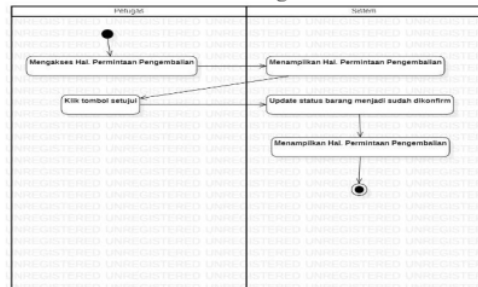 Petugas
Sistem
Mengakses Hal. Permintaan Pengembalian
Menampilkan Hal. Permintaan Pengembalian
Klik tombol setujui
Update status barang menjadi sudah dikonfirm
Menampilkan Hal. Permintaan Pengembalian